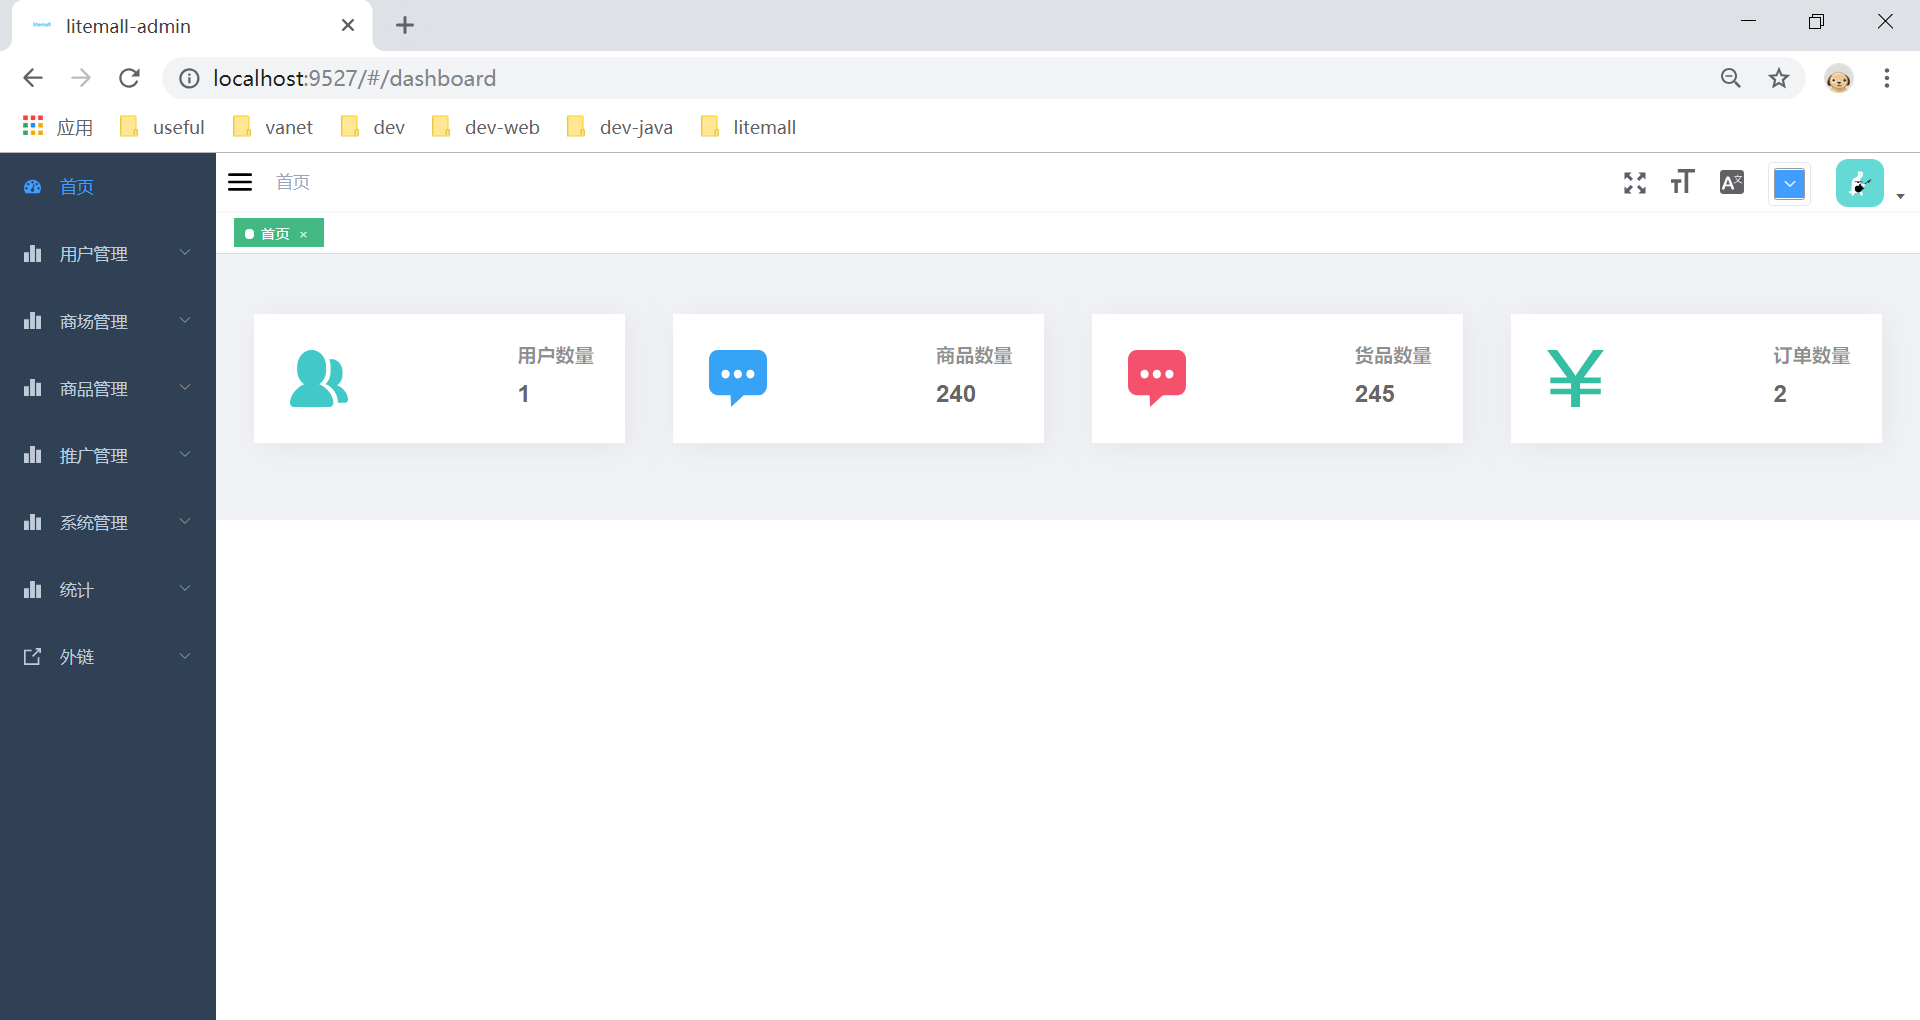 litemall litemall-admin
localhost:9527/#/dashboard
应用 useful vanet dev dev-web dev-java litemall
首页
用户管理
商场管理
商品管理
推广管理
系统管理
统计
外链
首页
A文
首页 ×
用户数量
1
商品数量
240
货品数量
245
¥
订单数量
2